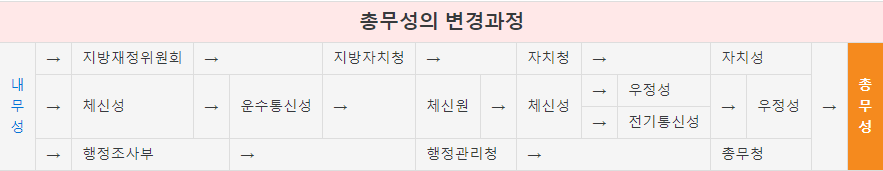 총무성의 변경과정
내무성
→ 지방재정위원회 → 지방자치청 → 자치청 → 자치성
→ 체신성 → 운수통신성 → 체신원 → 체신성 → 우정성 → 우정성 → 총무성
→ 전기통신성
→ 행정조사부 → 행정관리청 → 총무청